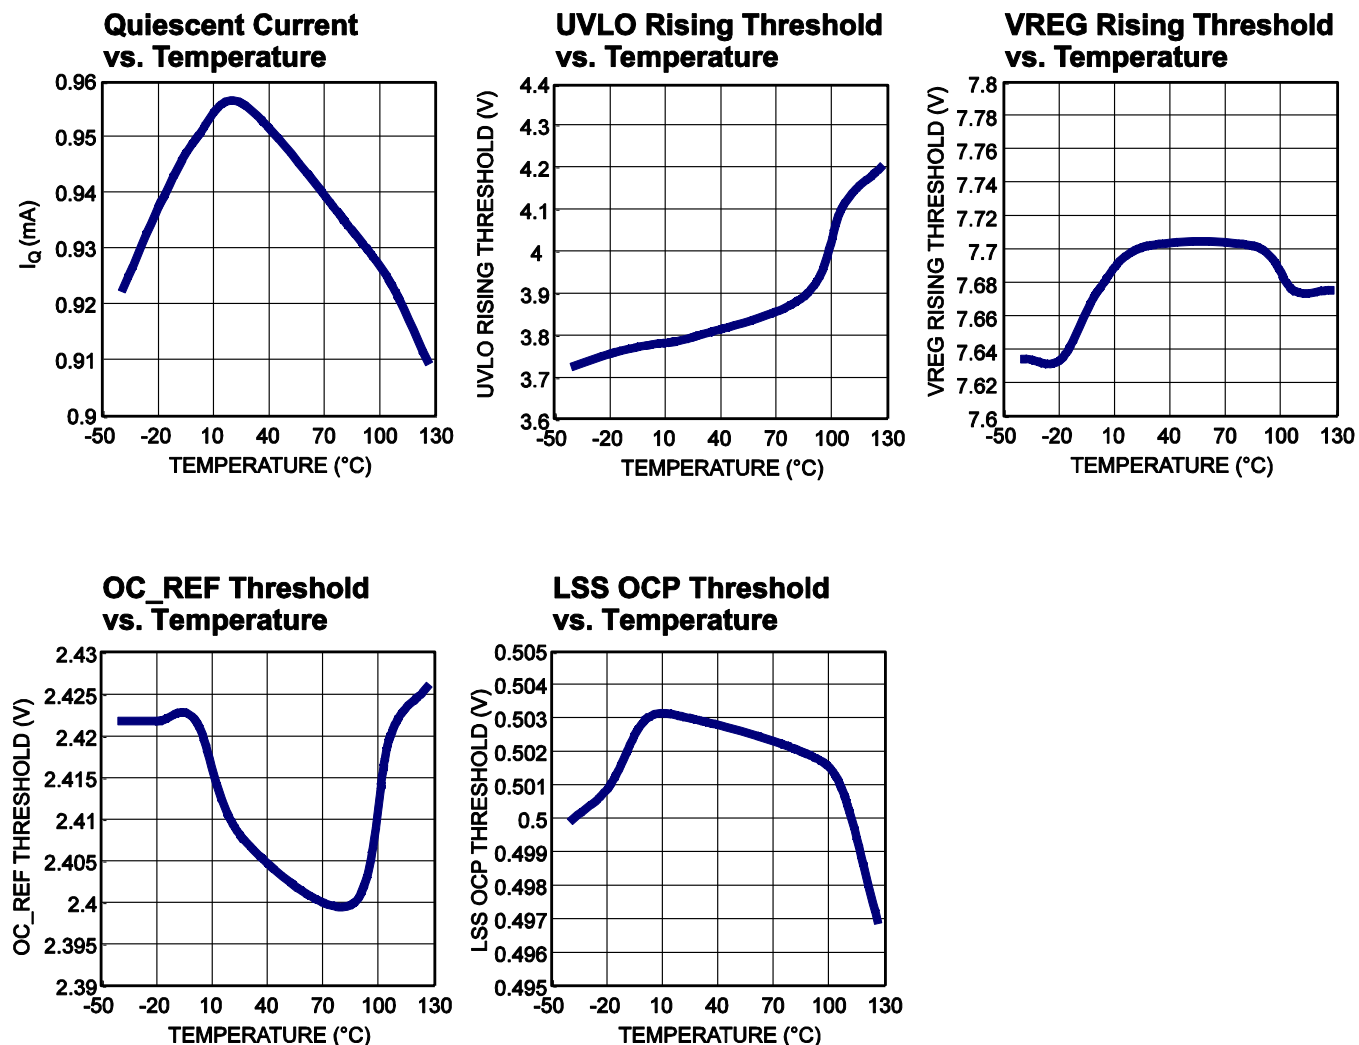 Quiescent Current
vs. Temperature
0.96
0.95
0.94
0.93
0.92
0.91
0.9
IQ (mA)
-50 -20 10 40 70 100 130
TEMPERATURE (°C)
UVLO Rising Threshold
vs. Temperature
4.4
4.3
4.2
4.1
4
3.9
3.8
3.7
3.6
UVLO RISING THRESHOLD (V)
-50 -20 10 40 70 100 130
TEMPERATURE (°C)
VREG Rising Threshold
vs. Temperature
7.8
7.78
7.76
7.74
7.72
7.7
7.68
7.66
7.64
7.62
7.6
VREG RISING THRESHOLD (V)
-50 -20 10 40 70 100 130
TEMPERATURE (°C)
OC_REF Threshold
vs. Temperature
2.43
2.425
2.42
2.415
2.41
2.405
2.4
2.395
2.39
OC_REF THRESHOLD (V)
-50 -20 10 40 70 100 130
TEMPERATURE (°C)
LSS OCP Threshold
vs. Temperature
0.505
0.504
0.503
0.502
0.501
0.5
0.499
0.498
0.497
0.496
0.495
LSS OCP THRESHOLD (V)
-50 -20 10 40 70 100 130
TEMPERATURE (°C)